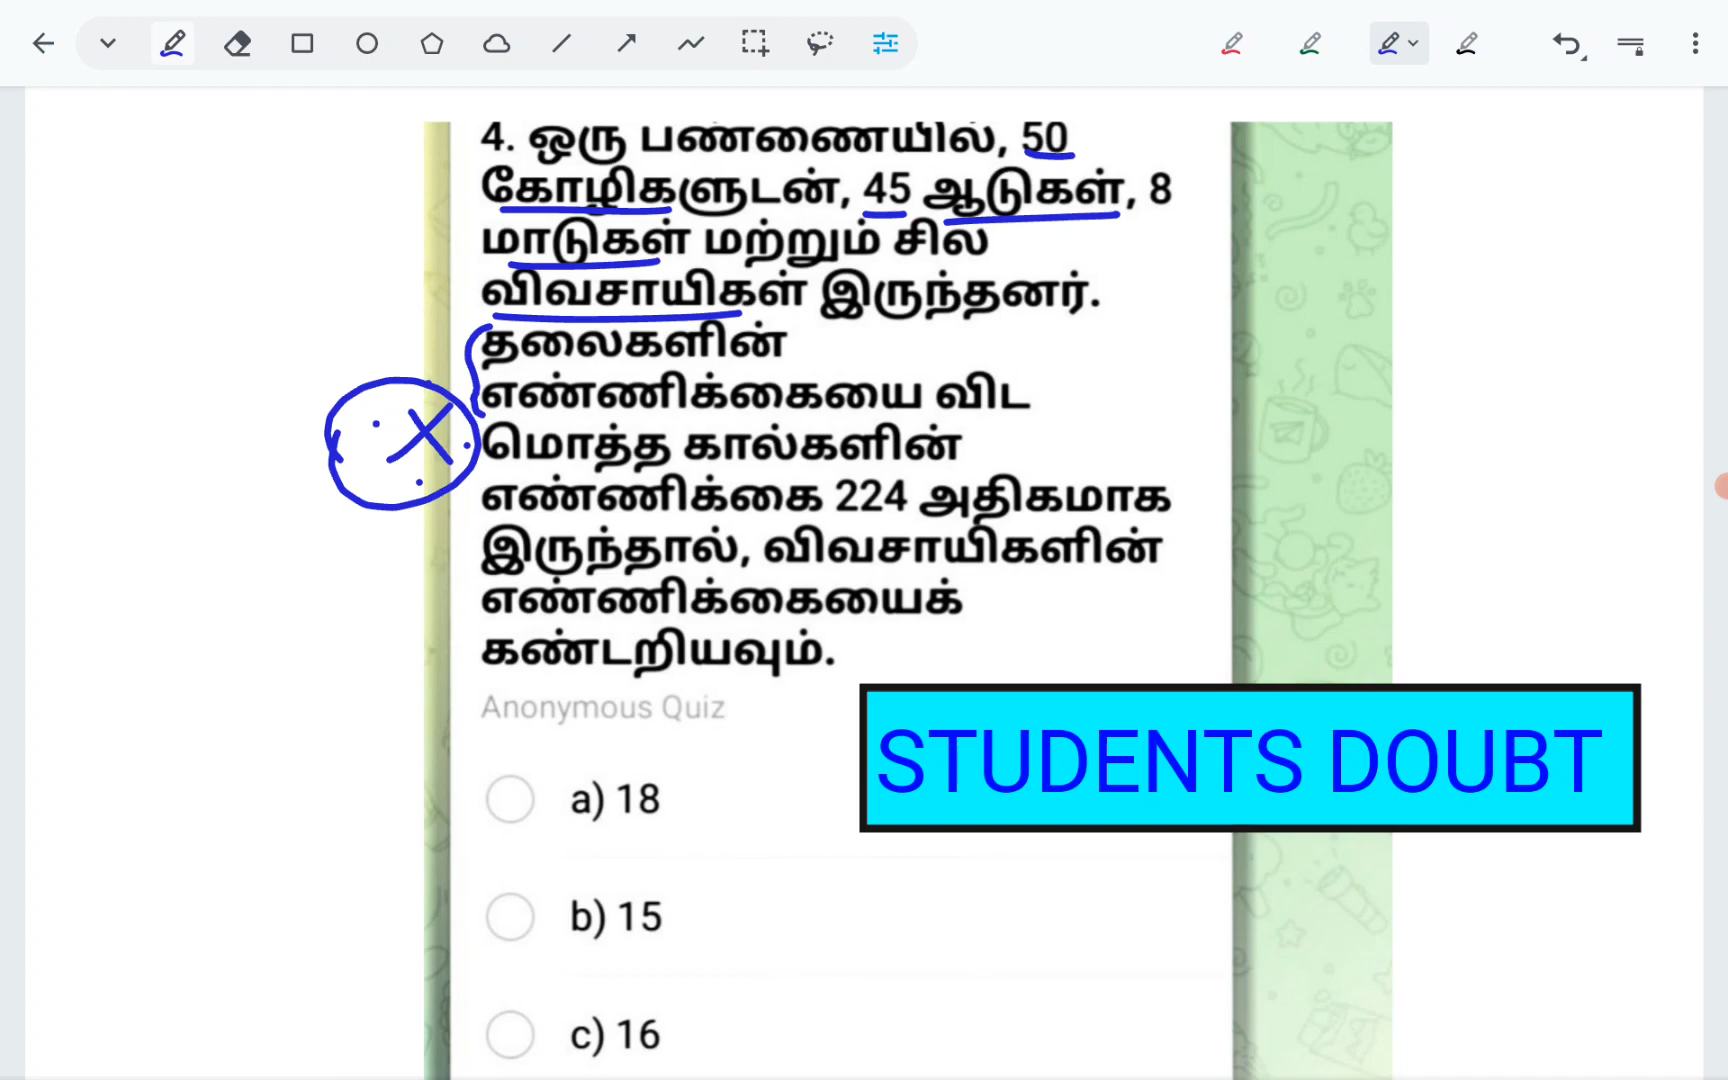 4. ஒரு பண்ணையில், 50
கோழிகளுடன், 45 ஆடுகள், 8
மாடுகள் மற்றும் சில
விவசாயிகள் இருந்தனர்.
தலைகளின்
எண்ணிக்கையை விட
மொத்த கால்களின்
எண்ணிக்கை 224 அதிகமாக
இருந்தால், விவசாயிகளின்
எண்ணிக்கையைக்
கண்டறியவும்.
Anonymous Quiz
STUDENTS DOUBT
a) 18
b) 15
c) 16